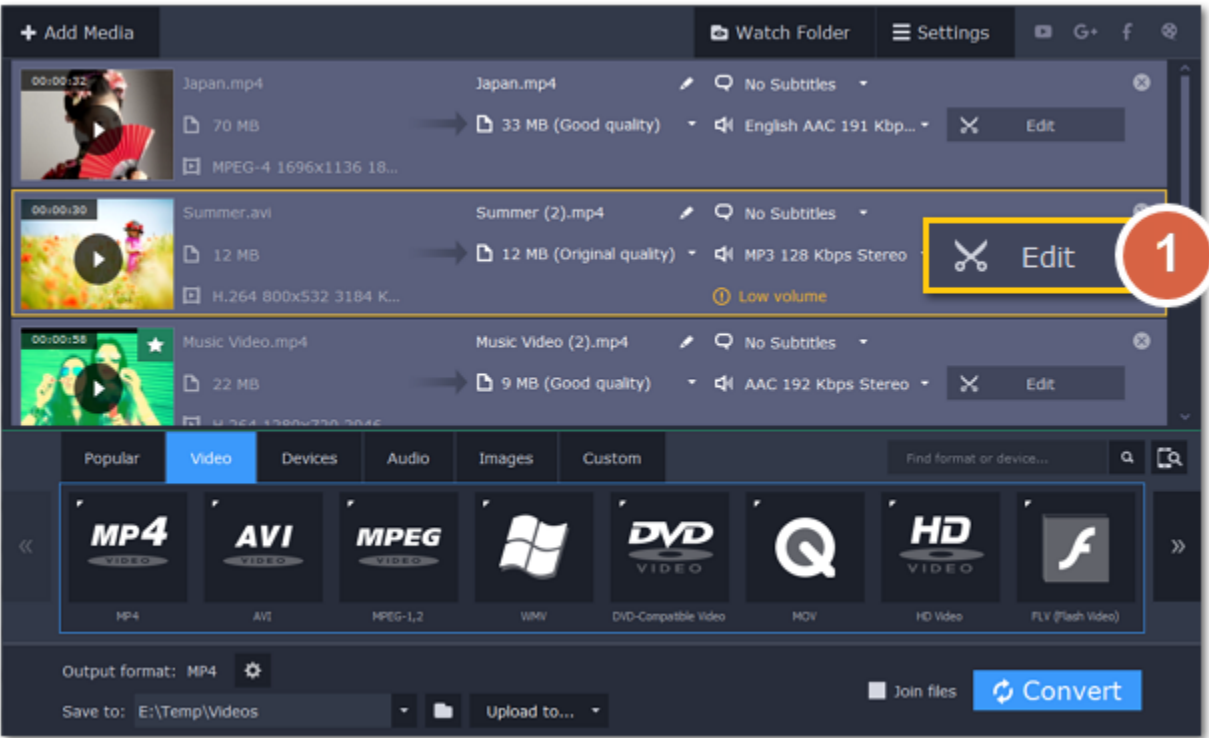 Add Media
Watch Folder
Settings
00:00:32
Japan.mp4
Japan.mp4
No Subtitles
70 MB
33 MB (Good quality)
English AAC 191 Kbp...
Edit
MPEG-4 1696x1136 18...
00:00:30
Summer.avi
Summer (2).mp4
No Subtitles
12 MB
12 MB (Original quality)
MP3 128 Kbps Stereo
Edit
1
H.264 800x532 3184 K...
Low volume
00:00:58
Music Video.mp4
Music Video (2).mp4
No Subtitles
22 MB
9 MB (Good quality)
AAC 192 Kbps Stereo
Edit
Popular
Video
Devices
Audio
Images
Custom
Find format or device...
MP4 VIDEO
AVI VIDEO
MPEG VIDEO
DVD VIDEO
HD VIDEO
MP4
AVI
MPEG-1,2
WMV
DVD-Compatible Video
MOV
HD Video
FLV (Flash Video)
Output format: MP4
Join files
Convert
Save to: E:\Temp\Videos
Upload to...